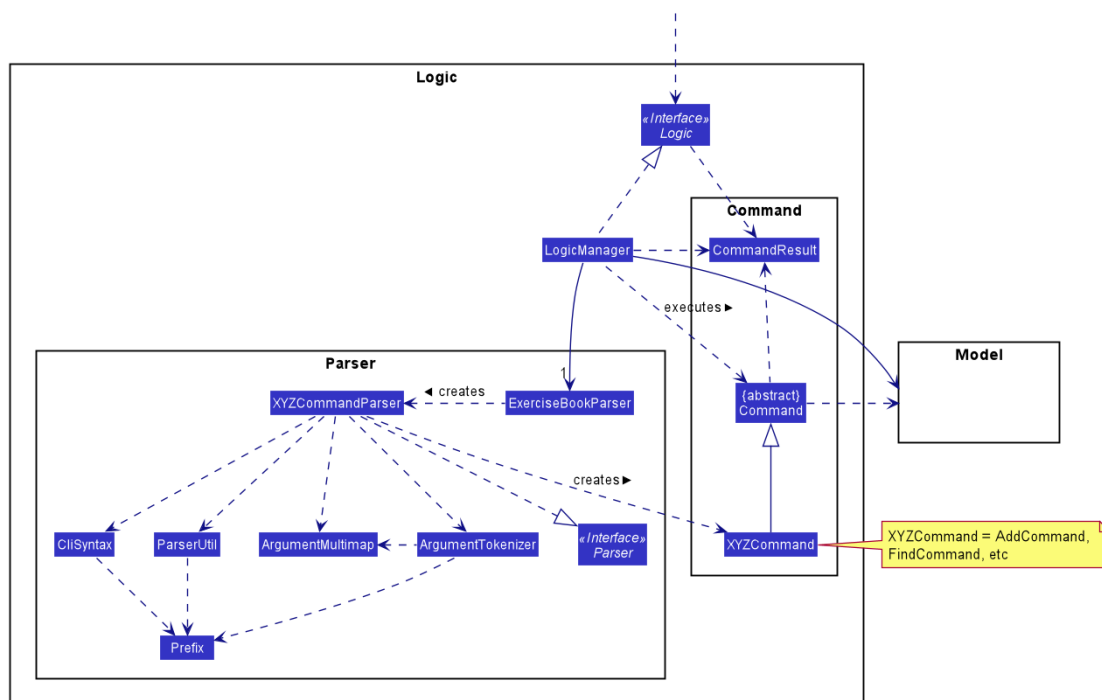 Logic
«Interface»
Logic
Command
LogicManager
CommandResult
executes ►
Model
Parser
1
◄ creates
{abstract}
Command
XYZCommandParser
ExerciseBookParser
creates ►
CliSyntax
ParserUtil
ArgumentMultimap
ArgumentTokenizer
«Interface»
Parser
XYZCommand
XYZCommand = AddCommand,
FindCommand, etc
Prefix